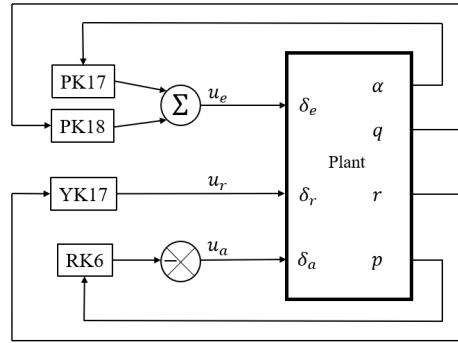 PK17
PK18
Σ
u_e
δ_e
α
q
Plant
YK17
u_r
δ_r
r
RK6
−
u_a
δ_a
p